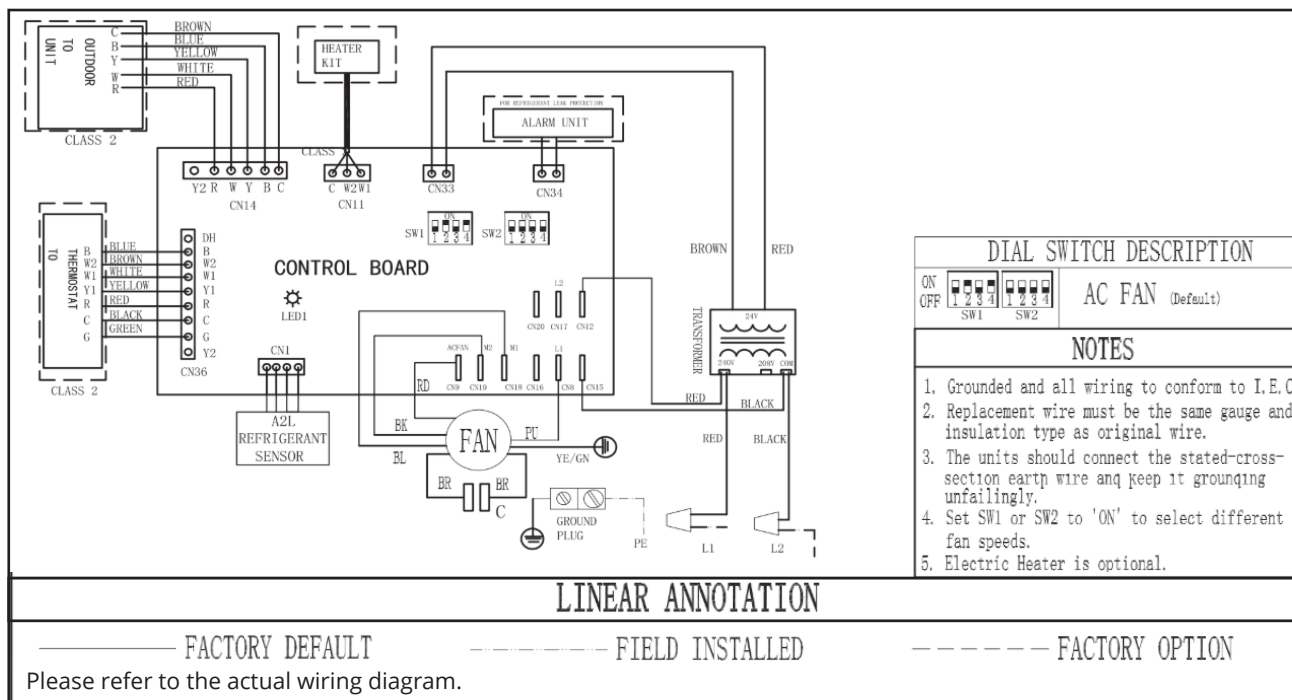 BROWN
BLUE
YELLOW
WHITE
RED
C
B
Y
W
R
OUTDOOR
TO
UNIT
CLASS 2
HEATER
KIT
CLASS
FOR REFRIGERANT LEAK PROTECTION
ALARM UNIT
Y2 R W Y B C
CN14
C W2 W1
CN11
CN33
CN34
ON
SW1 1 2 3 4
ON
SW2 1 2 3 4
THERMOSTAT
TO
B BLUE
W2 BROWN
W1 WHITE
Y1 YELLOW
R RED
C BLACK
G GREEN
CLASS 2
DH
B
W2
W1
Y1
R
C
G
Y2
CN36
CONTROL BOARD
LED1
CN1
A2L
REFRIGERANT
SENSOR
L2
CN20 CN17 CN12
ACFAN M2 M1 L1
CN9 CN19 CN18 CN16 CN8 CN15
RD
BK
BL
FAN
PU
YE/GN
BR BR
C
GROUND
PLUG
PE
BROWN RED
TRANSFORMER
24V
240V 208V COM
RED BLACK
RED BLACK
L1 L2
DIAL SWITCH DESCRIPTION
ON
OFF
1 2 3 4 1 2 3 4
SW1 SW2
AC FAN (Default)
NOTES
1. Grounded and all wiring to conform to I.E.C
2. Replacement wire must be the same gauge and
insulation type as original wire.
3. The units should connect the stated-cross-
section earth wire and keep it grounding
unfailingly.
4. Set SW1 or SW2 to 'ON' to select different
fan speeds.
5. Electric Heater is optional.
LINEAR ANNOTATION
FACTORY DEFAULT
FIELD INSTALLED
FACTORY OPTION
Please refer to the actual wiring diagram.